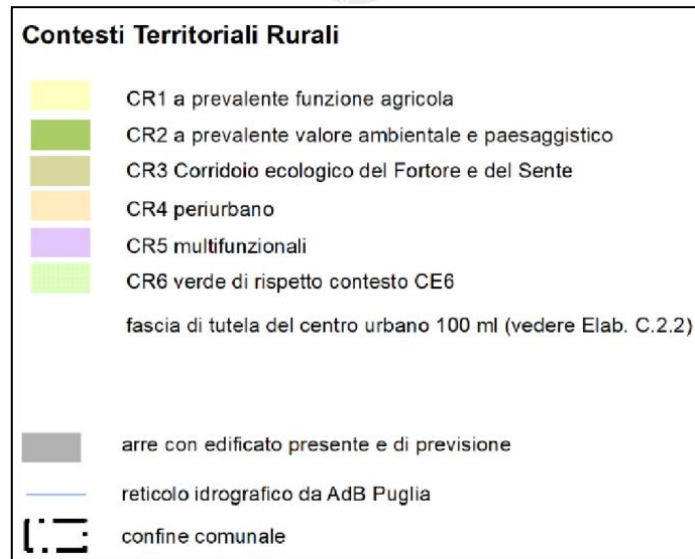 Contesti Territoriali Rurali
CR1 a prevalente funzione agricola
CR2 a prevalente valore ambientale e paesaggistico
CR3 Corridoio ecologico del Fortore e del Sente
CR4 periurbano
CR5 multifunzionali
CR6 verde di rispetto contesto CE6
fascia di tutela del centro urbano 100 ml (vedere Elab. C.2.2)
arre con edificato presente e di previsione
reticolo idrografico da AdB Puglia
confine comunale